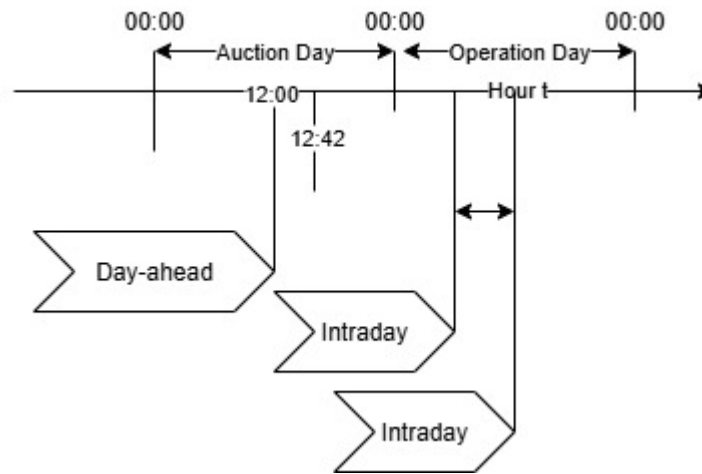 00:00 00:00 00:00
Auction Day Operation Day
12:00 Hour t
12:42
Day-ahead
Intraday
Intraday